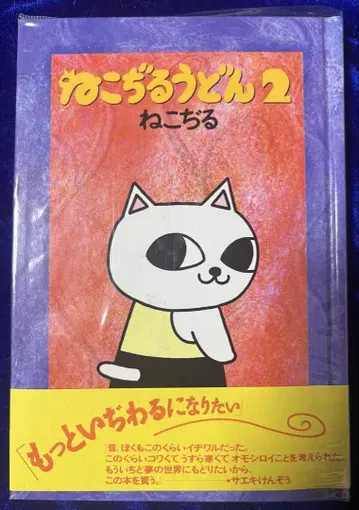 ねこぢるうどん2
ねこぢる
「もっといぢわるになりたい」
昔、ぼくもこのくらいイヂワルだった。
このぐらいコワくてうすら寒くて、オモシロイことを考えられた。
もういちど夢の世界にもどりたいから、
この本を買う。
•サエキけんぞう